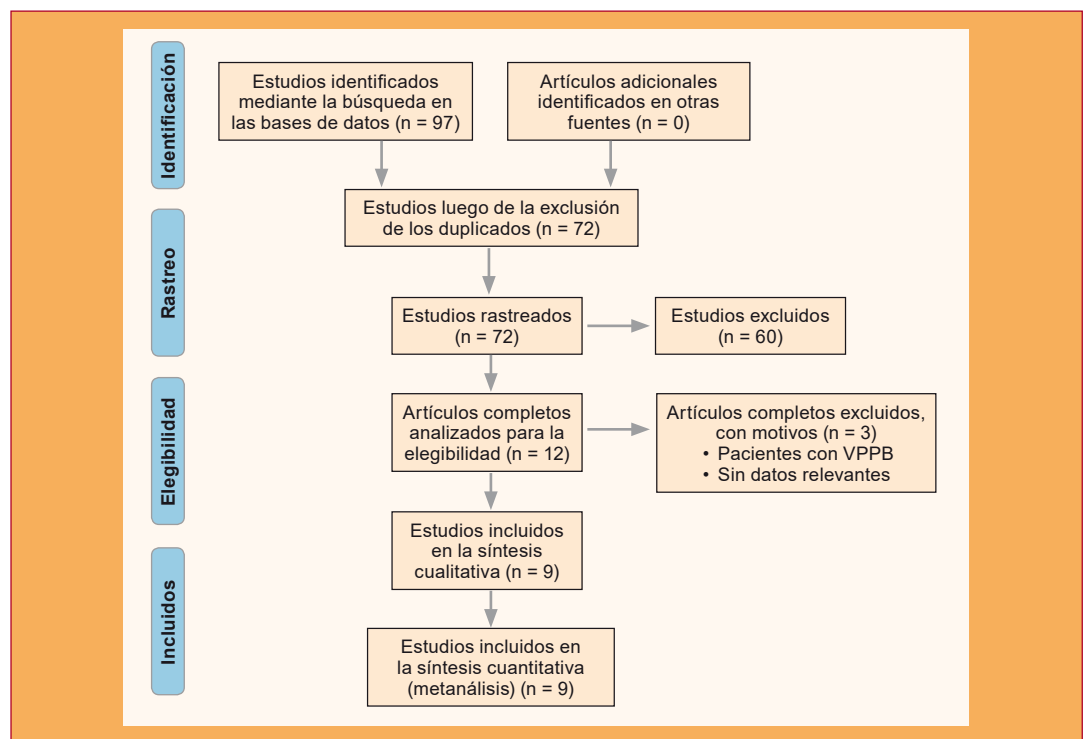 Identificación
Estudios identificados
mediante la búsqueda en
las bases de datos (n = 97)
Artículos adicionales
identificados en otras
fuentes (n = 0)
Estudios luego de la exclusión
de los duplicados (n = 72)
Rastreo
Estudios rastreados
(n = 72)
Estudios excluidos
(n = 60)
Elegibilidad
Artículos completos
analizados para la
elegibilidad (n = 12)
Artículos completos excluidos,
con motivos (n = 3)
• Pacientes con VPPB
• Sin datos relevantes
Incluidos
Estudios incluidos
en la síntesis
cualitativa (n = 9)
Estudios incluidos en
la síntesis cuantitativa
(metanálisis) (n = 9)